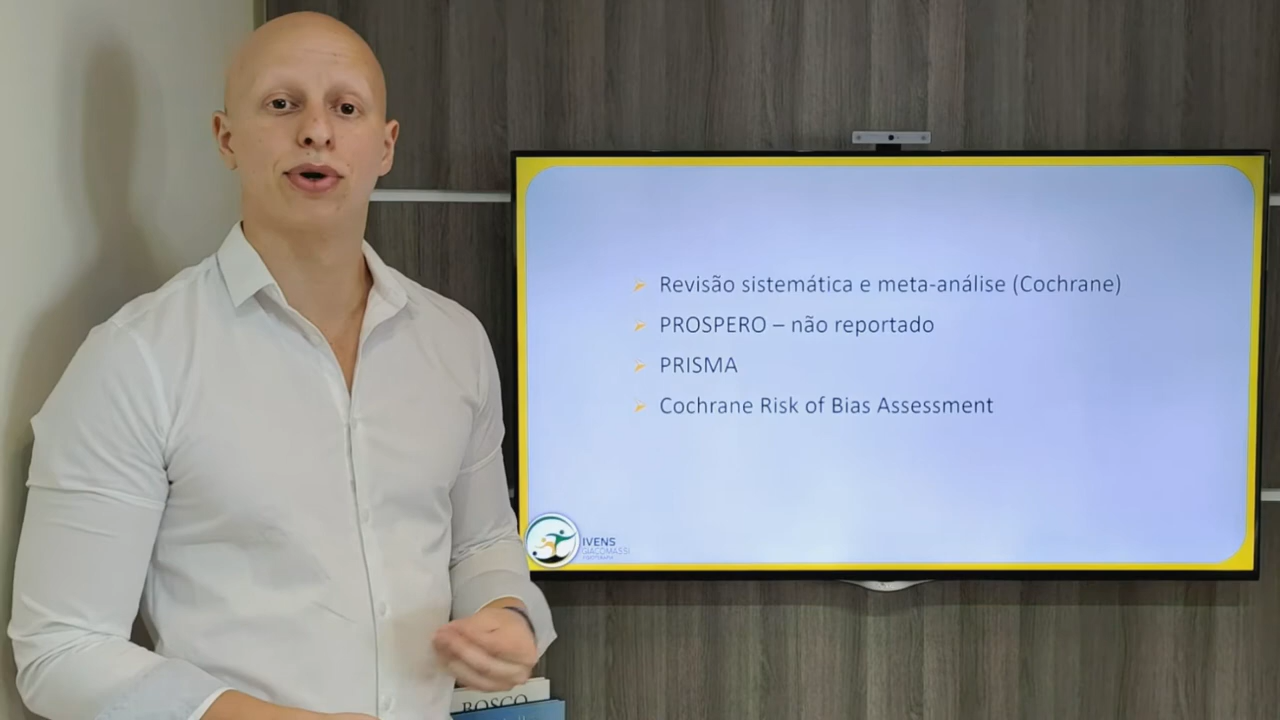 Revisão sistemática e meta-análise (Cochrane)
PROSPERO – não reportado
PRISMA
Cochrane Risk of Bias Assessment
IVENS
GIACOMASSI
BOSCO